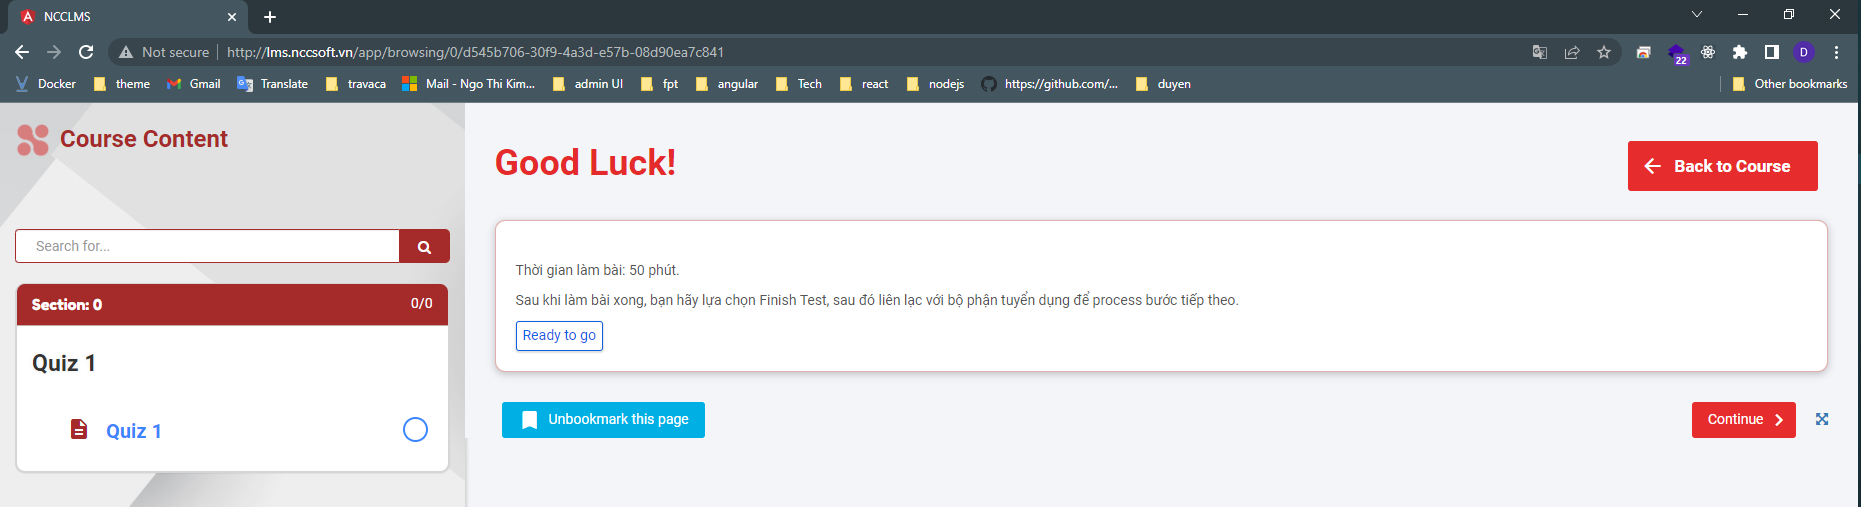 NCCLMS
Not secure
http://lms.nccsoft.vn/app/browsing/0/d545b706-30f9-4a3d-e57b-08d90ea7c841
22
D
Docker theme Gmail Translate travaca Mail - Ngo Thi Kim... admin UI fpt angular Tech react nodejs https://github.com/... duyen Other bookmarks
Course Content
Search for...
Section: 0 0/0
Quiz 1
Quiz 1
Good Luck!
Back to Course
Thời gian làm bài: 50 phút.
Sau khi làm bài xong, bạn hãy lựa chọn Finish Test, sau đó liên lạc với bộ phận tuyển dụng để process bước tiếp theo.
Ready to go
Unbookmark this page
Continue